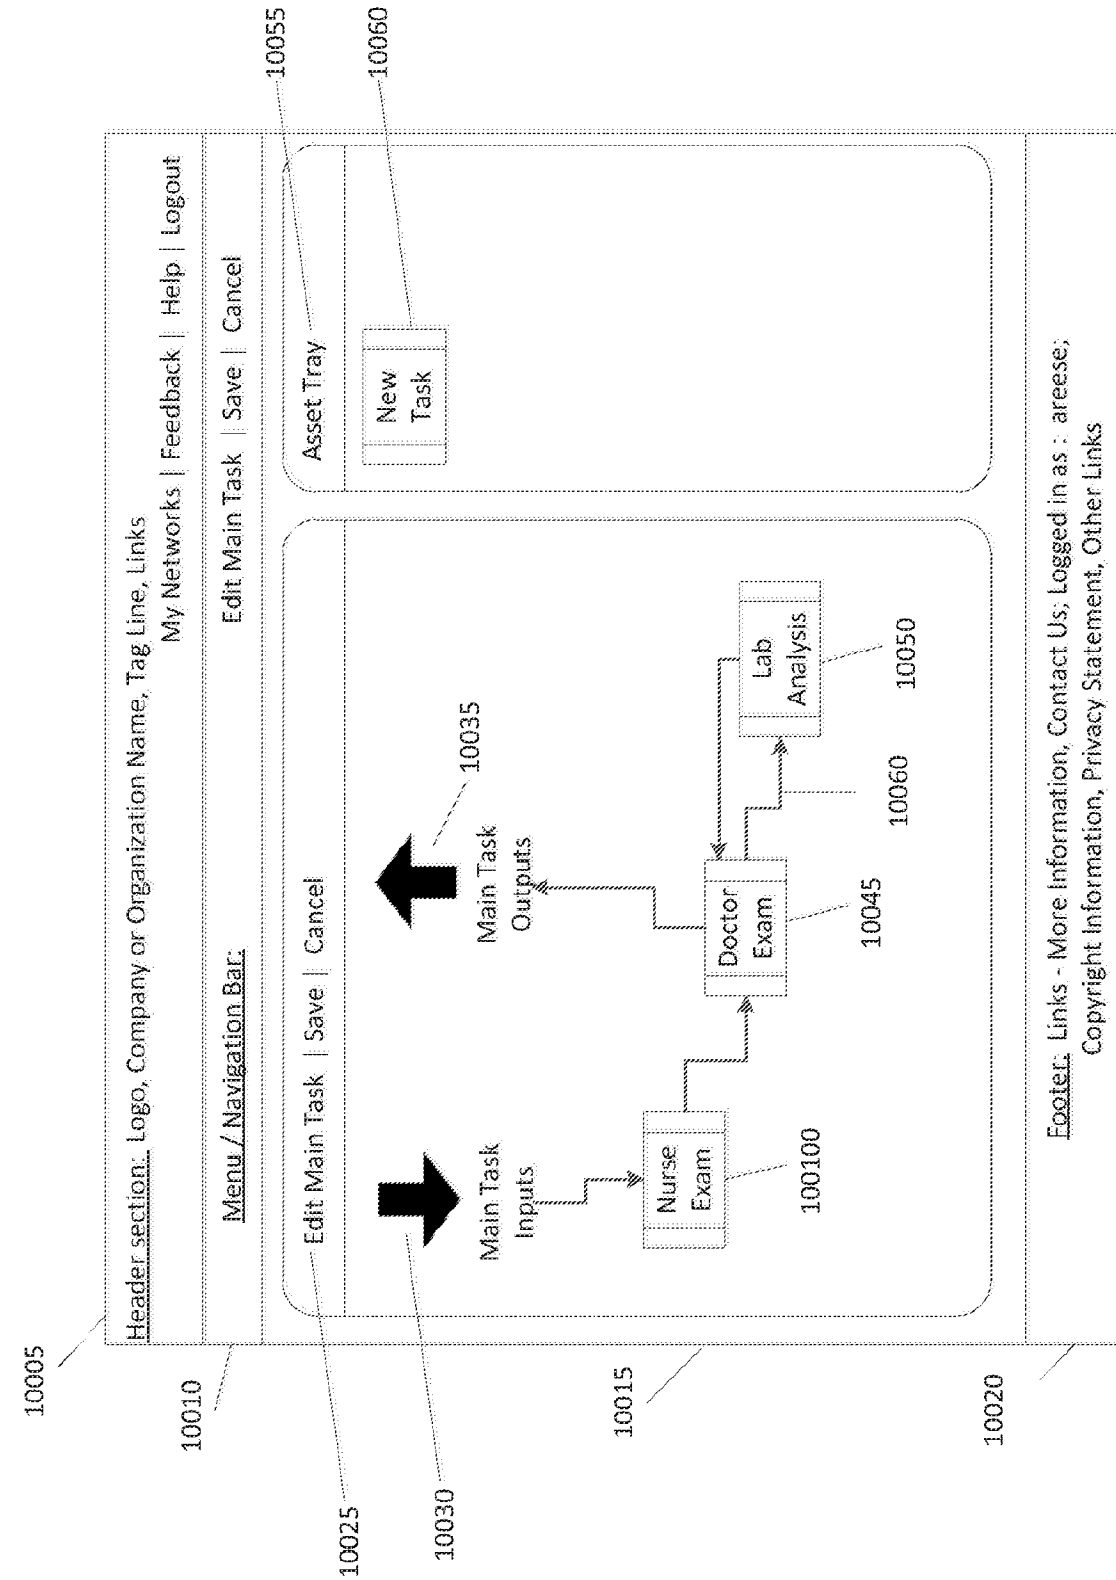 10005
Header section: Logo, Company or Organization Name, Tag Line, Links
My Networks | Feedback | Help | Logout
10010
Menu / Navigation Bar:
Edit Main Task | Save | Cancel
10025
Edit Main Task | Save | Cancel
Asset Tray
10055
10030
Main Task
Inputs
Main Task
Outputs
10035
New
Task
10060
10015
Nurse
Exam
100100
Doctor
Exam
10045
10060
Lab
Analysis
10050
10020
Footer: Links - More Information, Contact Us; Logged in as : areese;
Copyright Information, Privacy Statement, Other Links